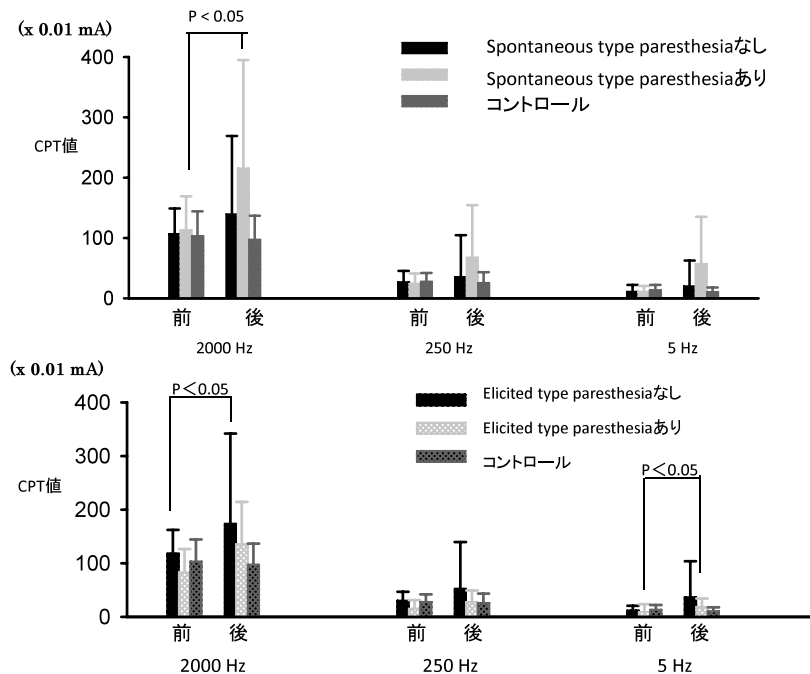 (x 0.01 mA)
P < 0.05
400
300
200
100
0
CPT値
Spontaneous type paresthesiaなし
Spontaneous type paresthesiaあり
コントロール
前 後 前 後 前 後
2000 Hz 250 Hz 5 Hz
(x 0.01 mA)
P＜0.05
400
300
200
100
0
CPT値
Elicited type paresthesiaなし
Elicited type paresthesiaあり
コントロール
P＜0.05
前 後 前 後 前 後
2000 Hz 250 Hz 5 Hz